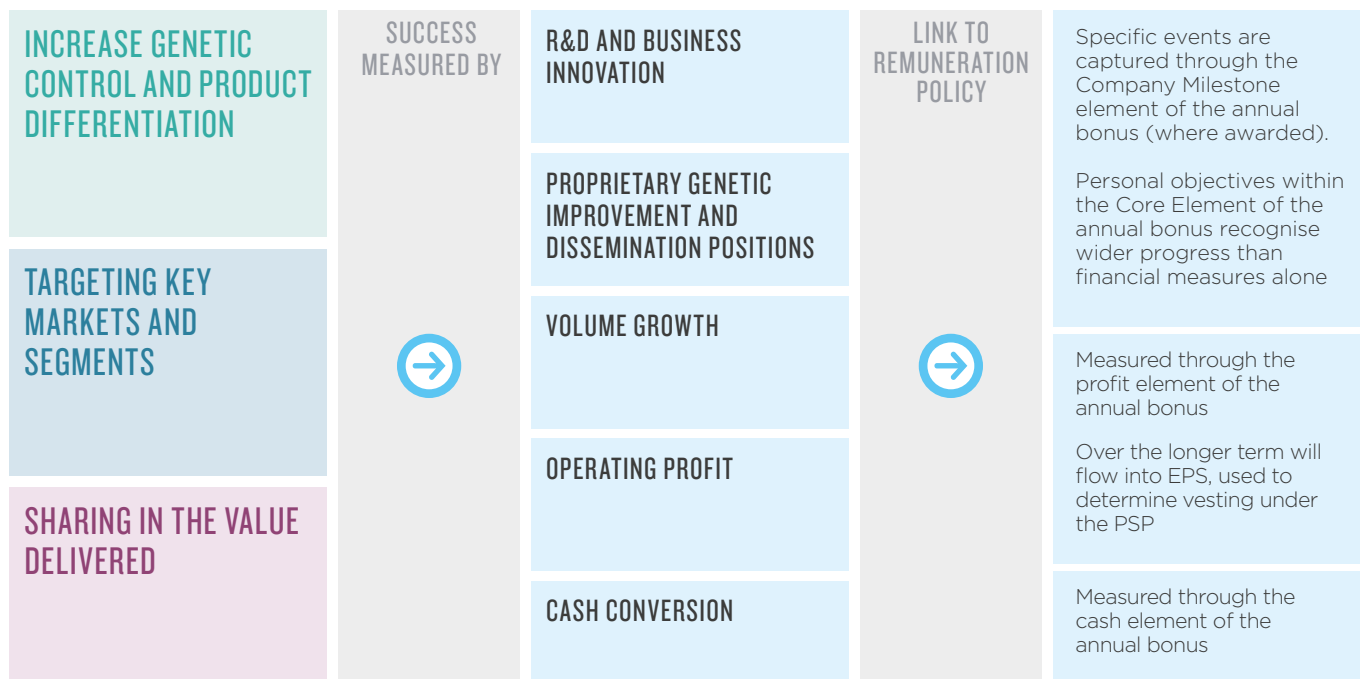 INCREASE GENETIC
CONTROL AND PRODUCT
DIFFERENTIATION
TARGETING KEY
MARKETS AND
SEGMENTS
SHARING IN THE VALUE
DELIVERED
SUCCESS
MEASURED BY
R&D AND BUSINESS
INNOVATION
PROPRIETARY GENETIC
IMPROVEMENT AND
DISSEMINATION POSITIONS
VOLUME GROWTH
OPERATING PROFIT
CASH CONVERSION
LINK TO
REMUNERATION
POLICY
Specific events are
captured through the
Company Milestone
element of the annual
bonus (where awarded).
Personal objectives within
the Core Element of the
annual bonus recognise
wider progress than
financial measures alone
Measured through the
profit element of the
annual bonus
Over the longer term will
flow into EPS, used to
determine vesting under
the PSP
Measured through the
cash element of the
annual bonus